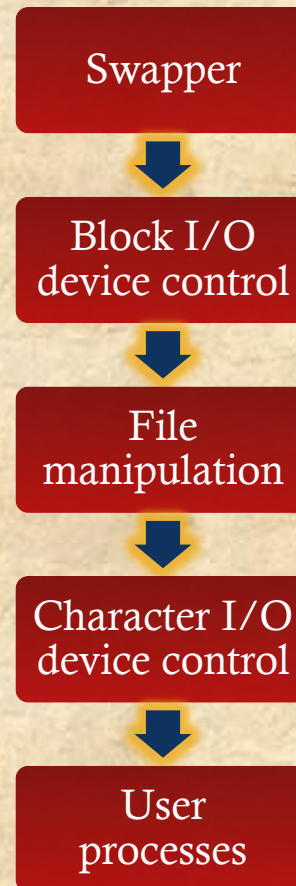 Swapper
Block I/O
device control
File
manipulation
Character I/O
device control
User
processes